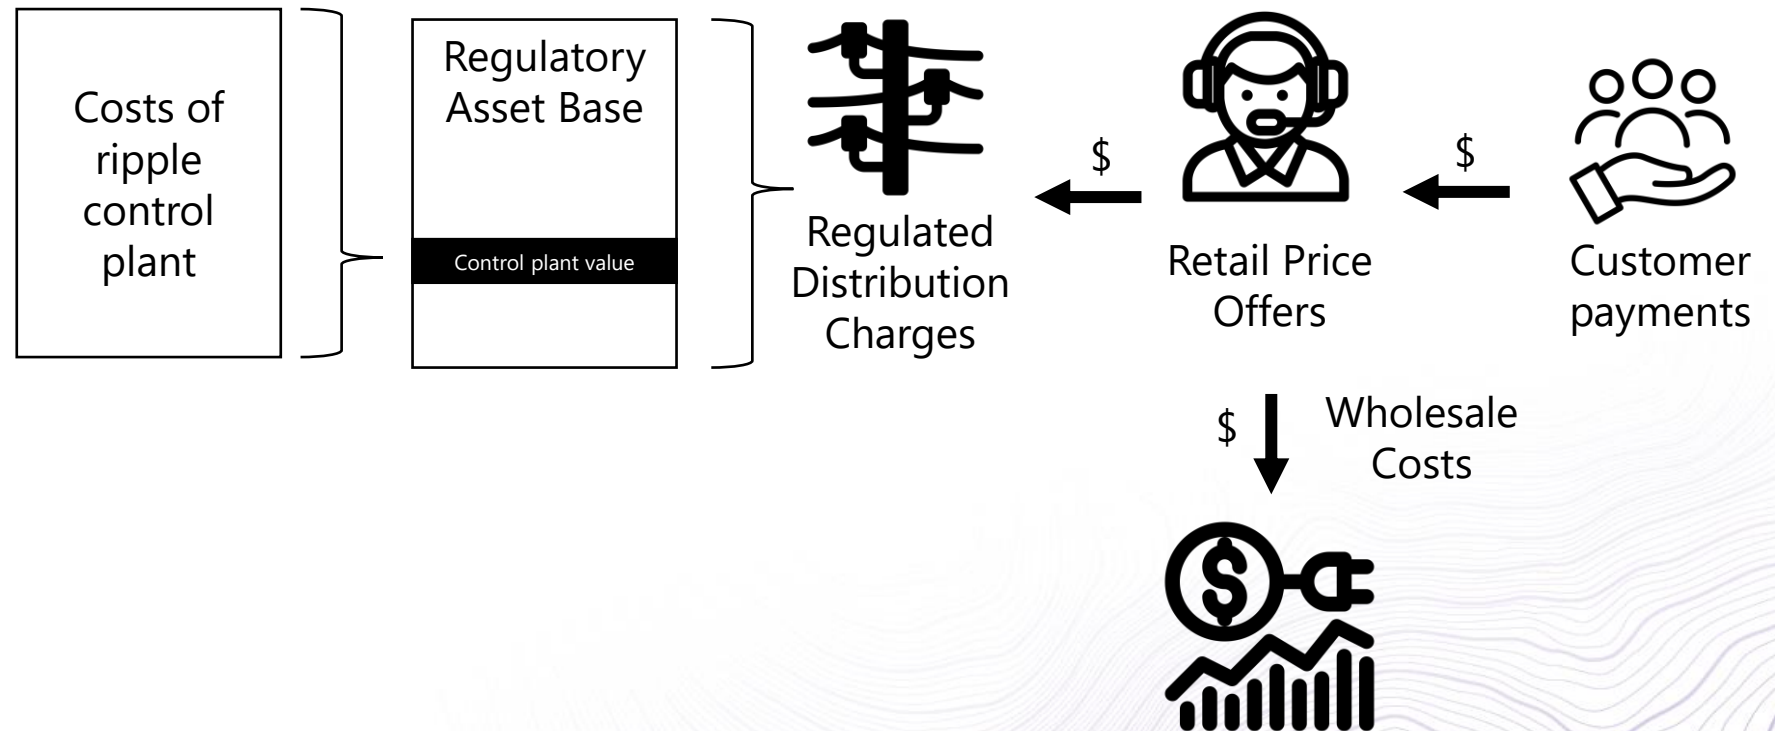 Costs of
ripple
control
plant
Regulatory
Asset Base
Control plant value
Regulated
Distribution
Charges
$
Retail Price
Offers
$
Customer
payments
$
Wholesale
Costs
$